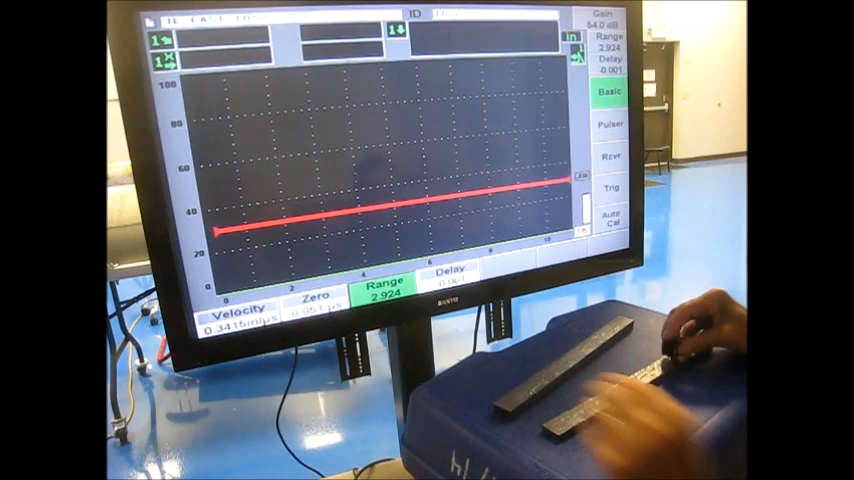 ID
Gain
54.0 dB
Range
2.924
Delay
-0.001
in
Basic
Pulser
Rcvr
Trig
Auto
Cal
100
80
60
40
20
0
0 2 4 6 8 10
Velocity
0.3415in/µs
Zero
Range
2.924
Delay
-0.001
SANYO